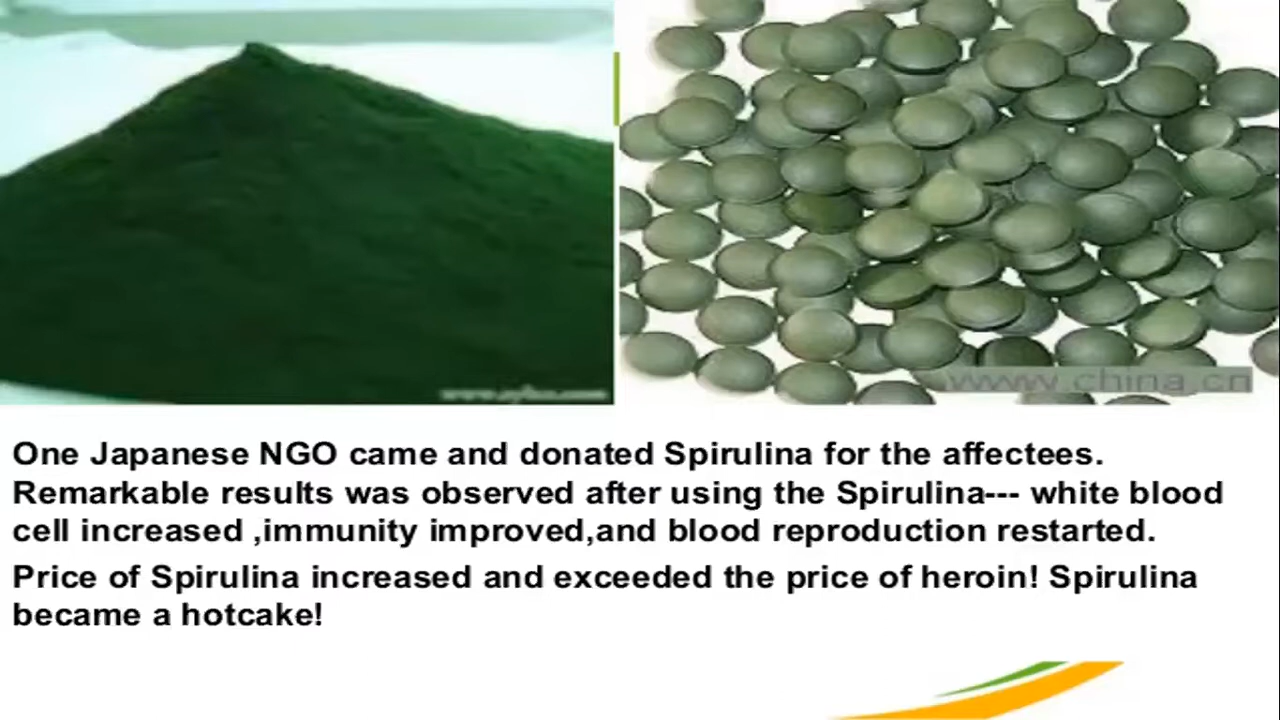 www.china.cn
One Japanese NGO came and donated Spirulina for the affectees.
Remarkable results was observed after using the Spirulina--- white blood
cell increased ,immunity improved,and blood reproduction restarted.
Price of Spirulina increased and exceeded the price of heroin! Spirulina
became a hotcake!